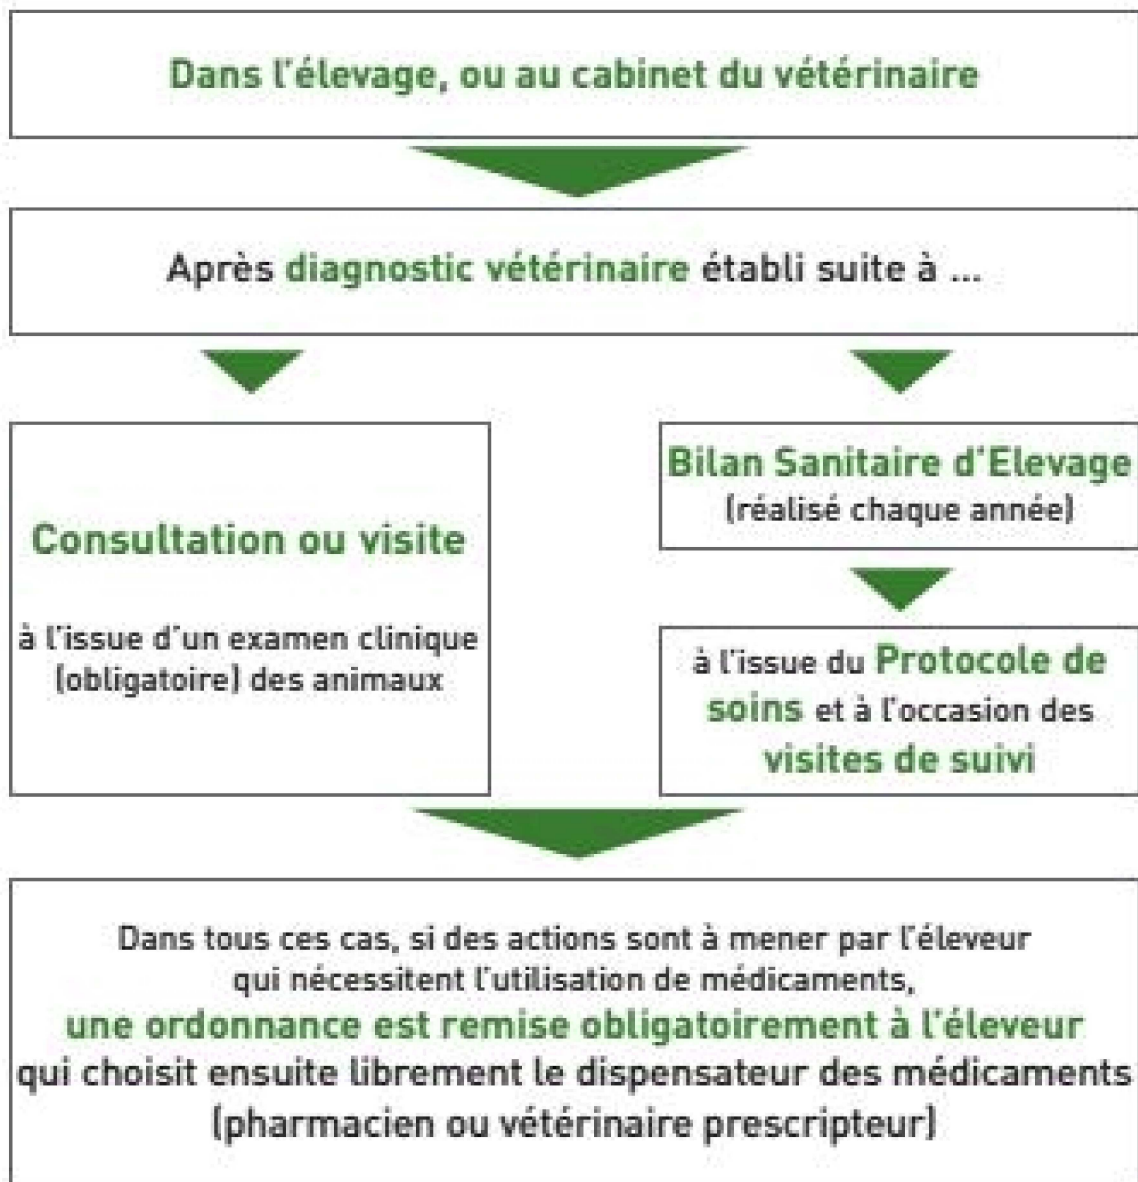 Dans l'élevage, ou au cabinet du vétérinaire
Après diagnostic vétérinaire établi suite à ...
Consultation ou visite
à l'issue d'un examen clinique
(obligatoire) des animaux
Bilan Sanitaire d'Elevage
(réalisé chaque année)
à l'issue du Protocole de
soins et à l'occasion des
visites de suivi
Dans tous ces cas, si des actions sont à mener par l'éleveur
qui nécessitent l'utilisation de médicaments,
une ordonnance est remise obligatoirement à l'éleveur
qui choisit ensuite librement le dispensateur des médicaments
(pharmacien ou vétérinaire prescripteur)